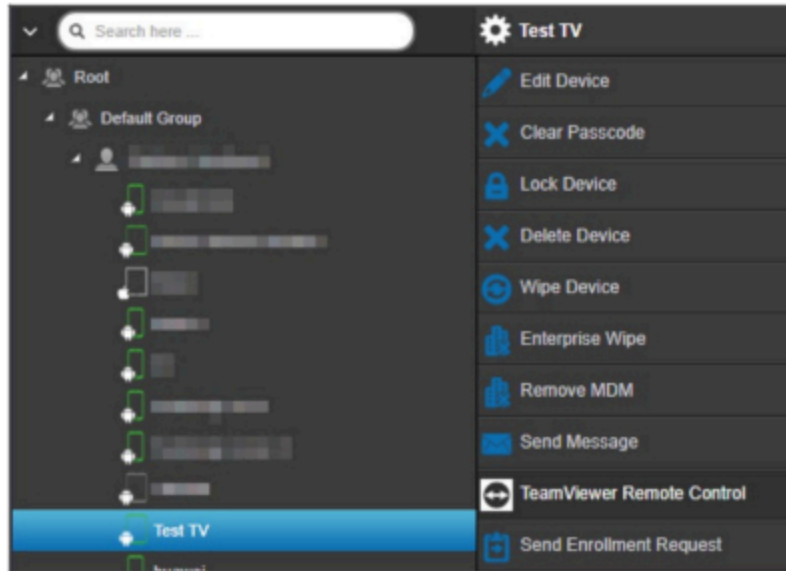 Search here ...
Root
Default Group
Test TV
Test TV
Edit Device
Clear Passcode
Lock Device
Delete Device
Wipe Device
Enterprise Wipe
Remove MDM
Send Message
TeamViewer Remote Control
Send Enrollment Request